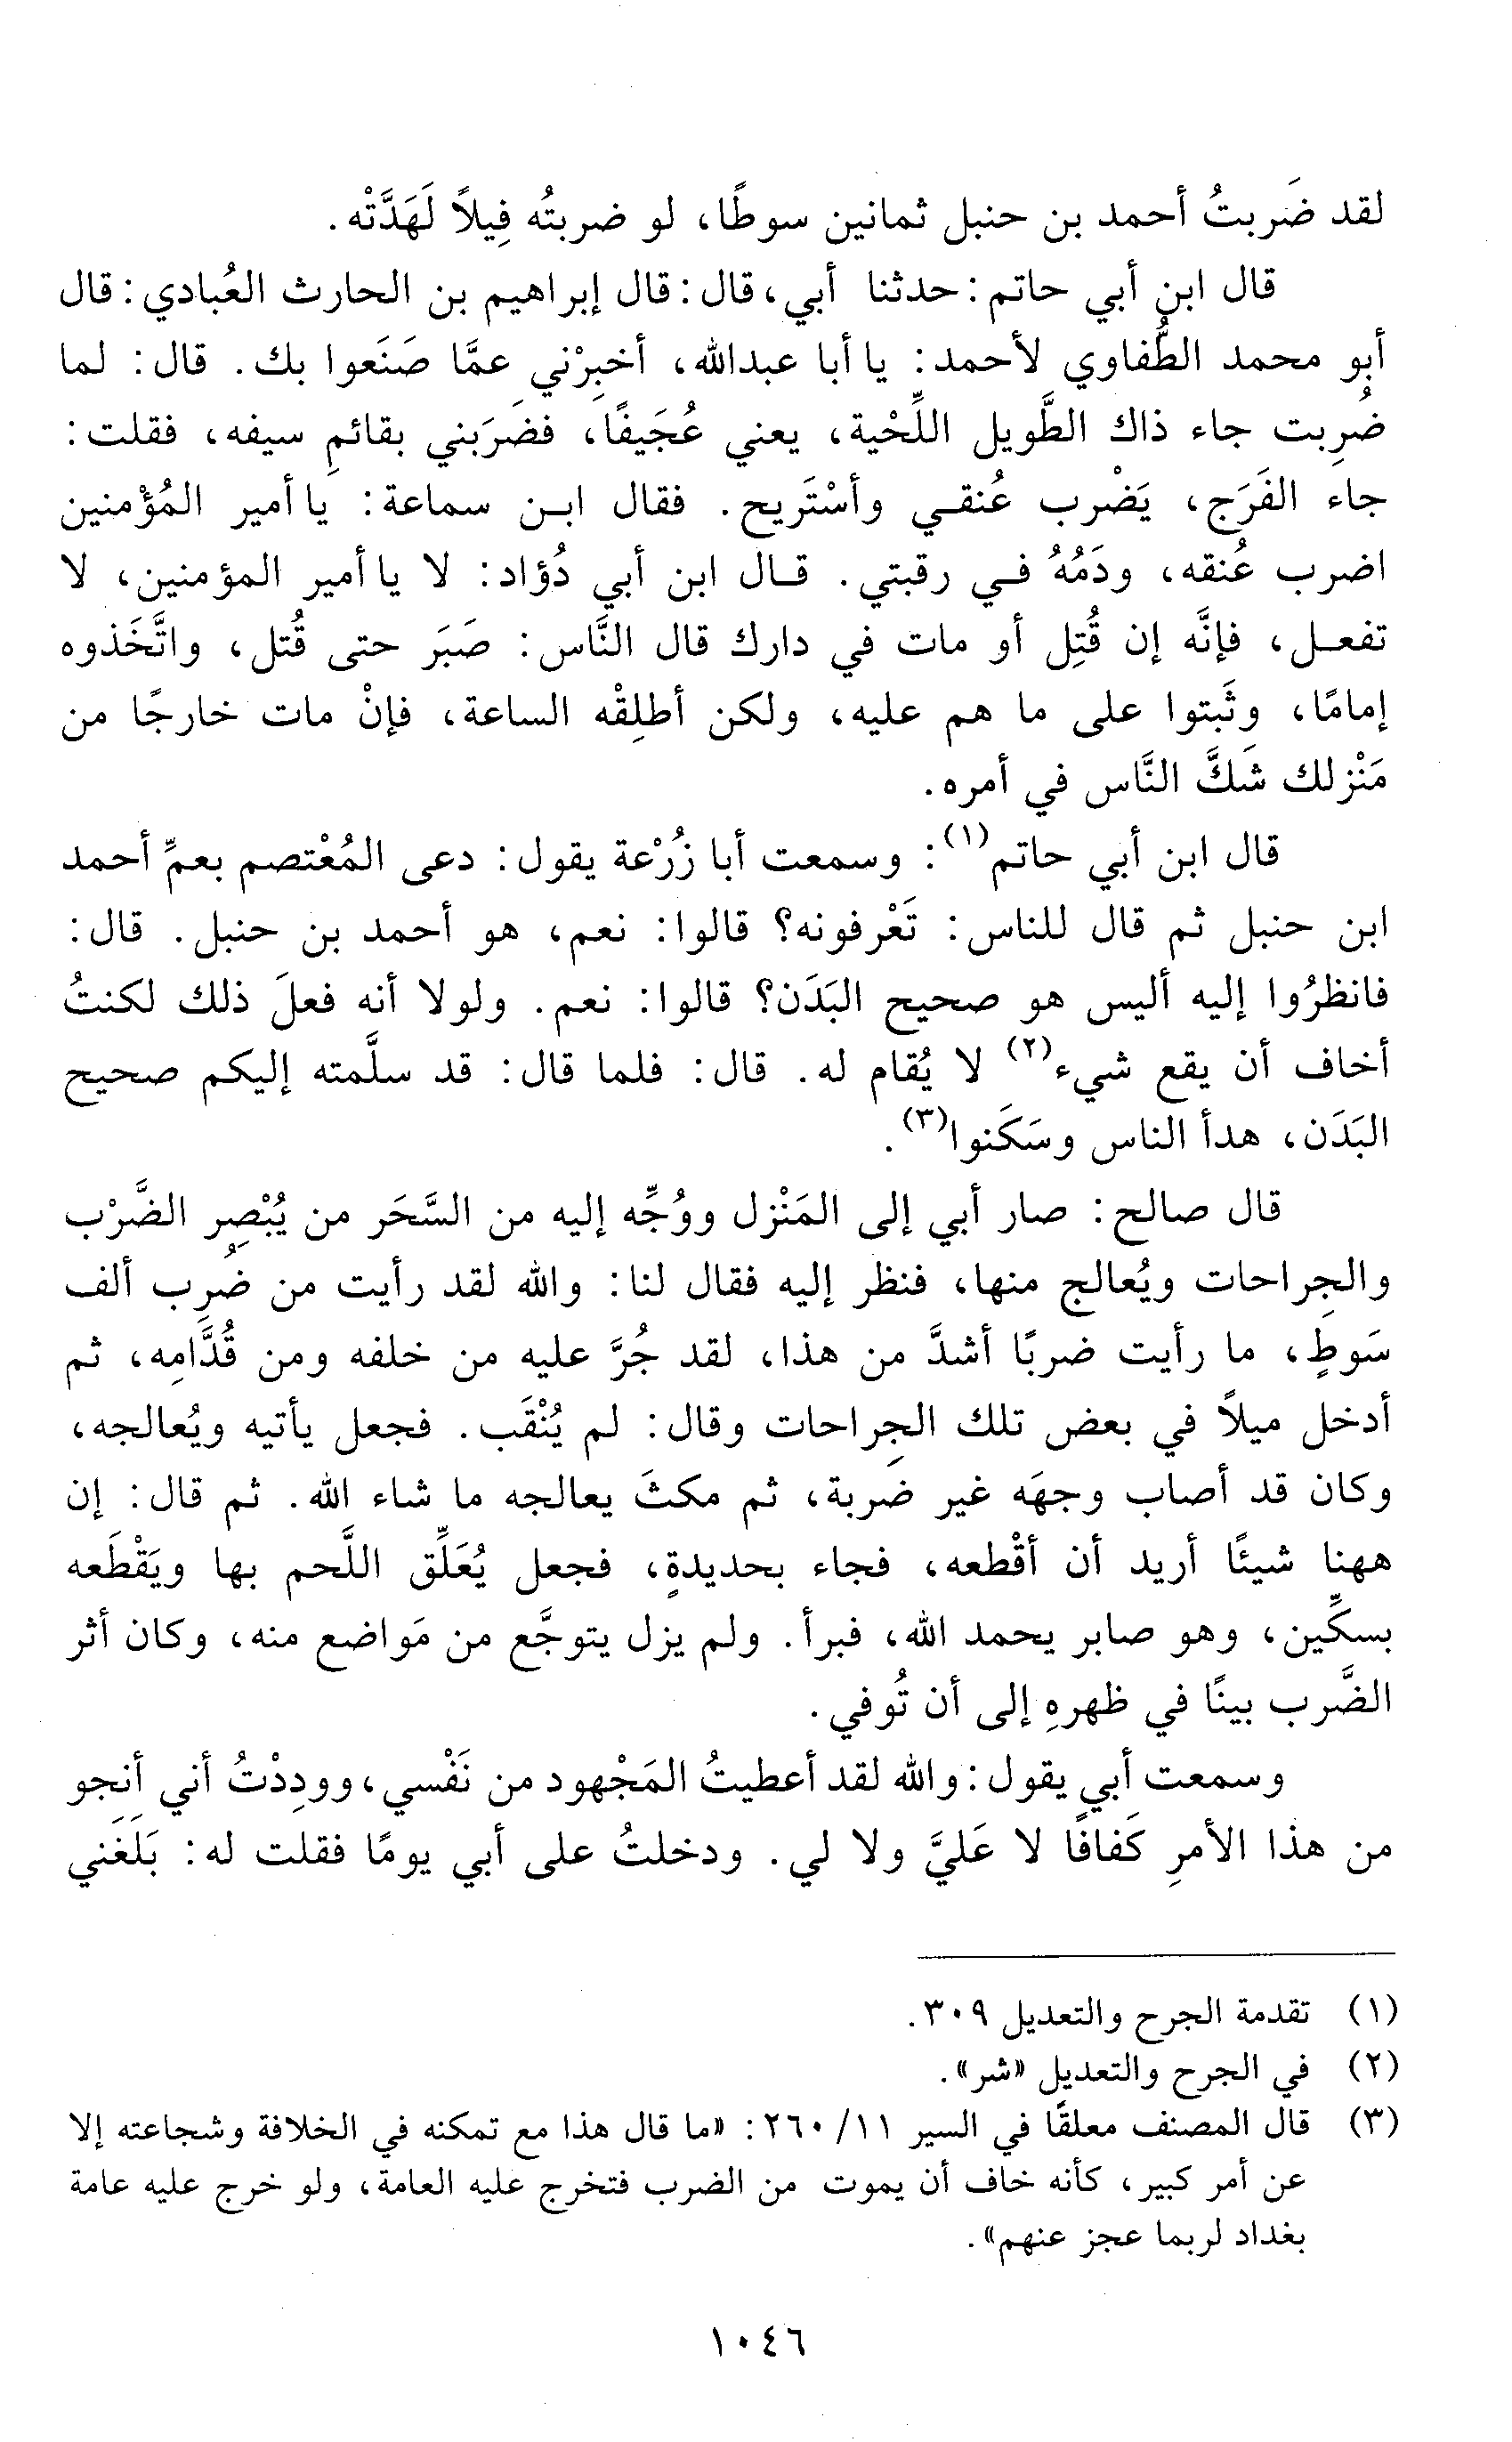 لقد ضَربتُ أحمد بن حنبل ثمانين سوطًا، لو ضربتُه فِيلاً لَهَدَّتْه.
قال ابن أبي حاتم: حدثنا أبي، قال: قال إبراهيم بن الحارث العُبادي: قال
أبو محمد الطُّفاوي لأحمد: يا أبا عبدالله، أخبِرْني عمَّا صَنَعوا بك. قال: لما
ضُرِبت جاء ذاك الطَّويل اللِّحْية، يعني عُجَيفًا، فضَرَبني بقائمِ سيفه، فقلت:
جاء الفَرَج، يَضْرب عُنقي وأسْتَريح. فقال ابن سماعة: يا أمير المُؤْمنين
اضرب عُنقه، ودَمُهُ في رقبتي. قال ابن أبي دُؤاد: لا يا أمير المؤمنين، لا
تفعل، فإنَّه إن قُتِل أو مات في دارك قال النَّاس: صَبَرَ حتى قُتل، واتَّخَذوه
إمامًا، وثَبتوا على ما هم عليه، ولكن أطلِقْه الساعة، فإنْ مات خارجًا من
مَنْزلك شَكَّ النَّاس في أمره.
قال ابن أبي حاتم(١): وسمعت أبا زُرْعة يقول: دعى المُعْتصم بعمِّ أحمد
ابن حنبل ثم قال للناس: تَعْرفونه؟ قالوا: نعم، هو أحمد بن حنبل. قال:
فانظرُوا إليه أليس هو صحيح البَدَن؟ قالوا: نعم. ولولا أنه فعلَ ذلك لكنتُ
أخاف أن يقع شيء(٢) لا يُقام له. قال: فلما قال: قد سلَّمته إليكم صحيح
البَدَن، هدأ الناس وسَكَنوا(٣).
قال صالح: صار أبي إلى المَنْزل ووُجِّه إليه من السَّحَر من يُبْصِر الضَّرْب
والجِراحات ويُعالج منها، فنظر إليه فقال لنا: والله لقد رأيت من ضُرِب ألف
سَوطٍ، ما رأيت ضربًا أشدَّ من هذا، لقد جُرَّ عليه من خلفه ومن قُدَّامِه، ثم
أدخل ميلاً في بعض تلك الجِراحات وقال: لم يُنْقَب. فجعل يأتيه ويُعالجه،
وكان قد أصاب وجهَه غير ضَربة، ثم مكثَ يعالجه ما شاء الله. ثم قال: إن
ههنا شيئًا أريد أن أقْطعه، فجاء بحديدةٍ، فجعل يُعَلِّق اللَّحم بها ويَقْطَعه
بسكِّين، وهو صابر يحمد الله، فبرأ. ولم يزل يتوجَّع من مَواضع منه، وكان أثر
الضَّرب بينًا في ظهرهِ إلى أن تُوفي.
وسمعت أبي يقول: والله لقد أعطيتُ المَجْهود من نَفْسي، وودِدْتُ أني أنجو
من هذا الأمرِ كَفافًا لا عَليَّ ولا لي. ودخلتُ على أبي يومًا فقلت له: بَلَغَني
(١) تقدمة الجرح والتعديل ٣٠٩.
(٢) في الجرح والتعديل «شر».
(٣) قال المصنف معلقًا في السير ١١/ ٢٦٠: «ما قال هذا مع تمكنه في الخلافة وشجاعته إلا
عن أمر كبير، كأنه خاف أن يموت من الضرب فتخرج عليه العامة، ولو خرج عليه عامة
بغداد لربما عجز عنهم».
١٠٤٦